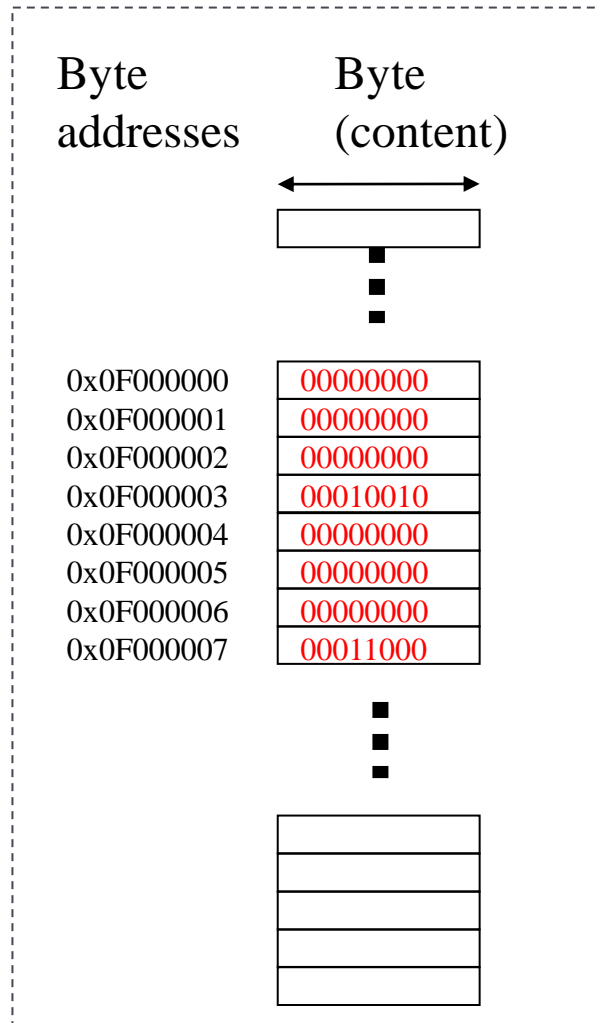 Byte addresses
Byte (content)
0x0F000000 00000000
0x0F000001 00000000
0x0F000002 00000000
0x0F000003 00010010
0x0F000004 00000000
0x0F000005 00000000
0x0F000006 00000000
0x0F000007 00011000